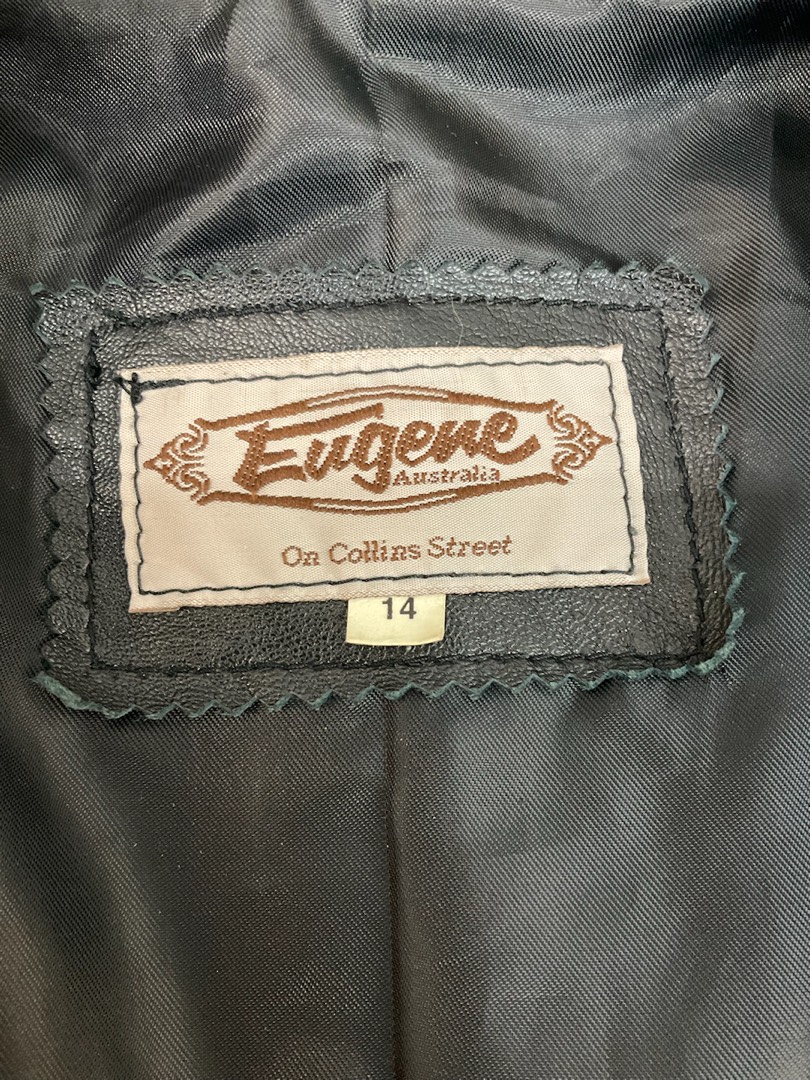 Eugene
Australia
On Collins Street
14